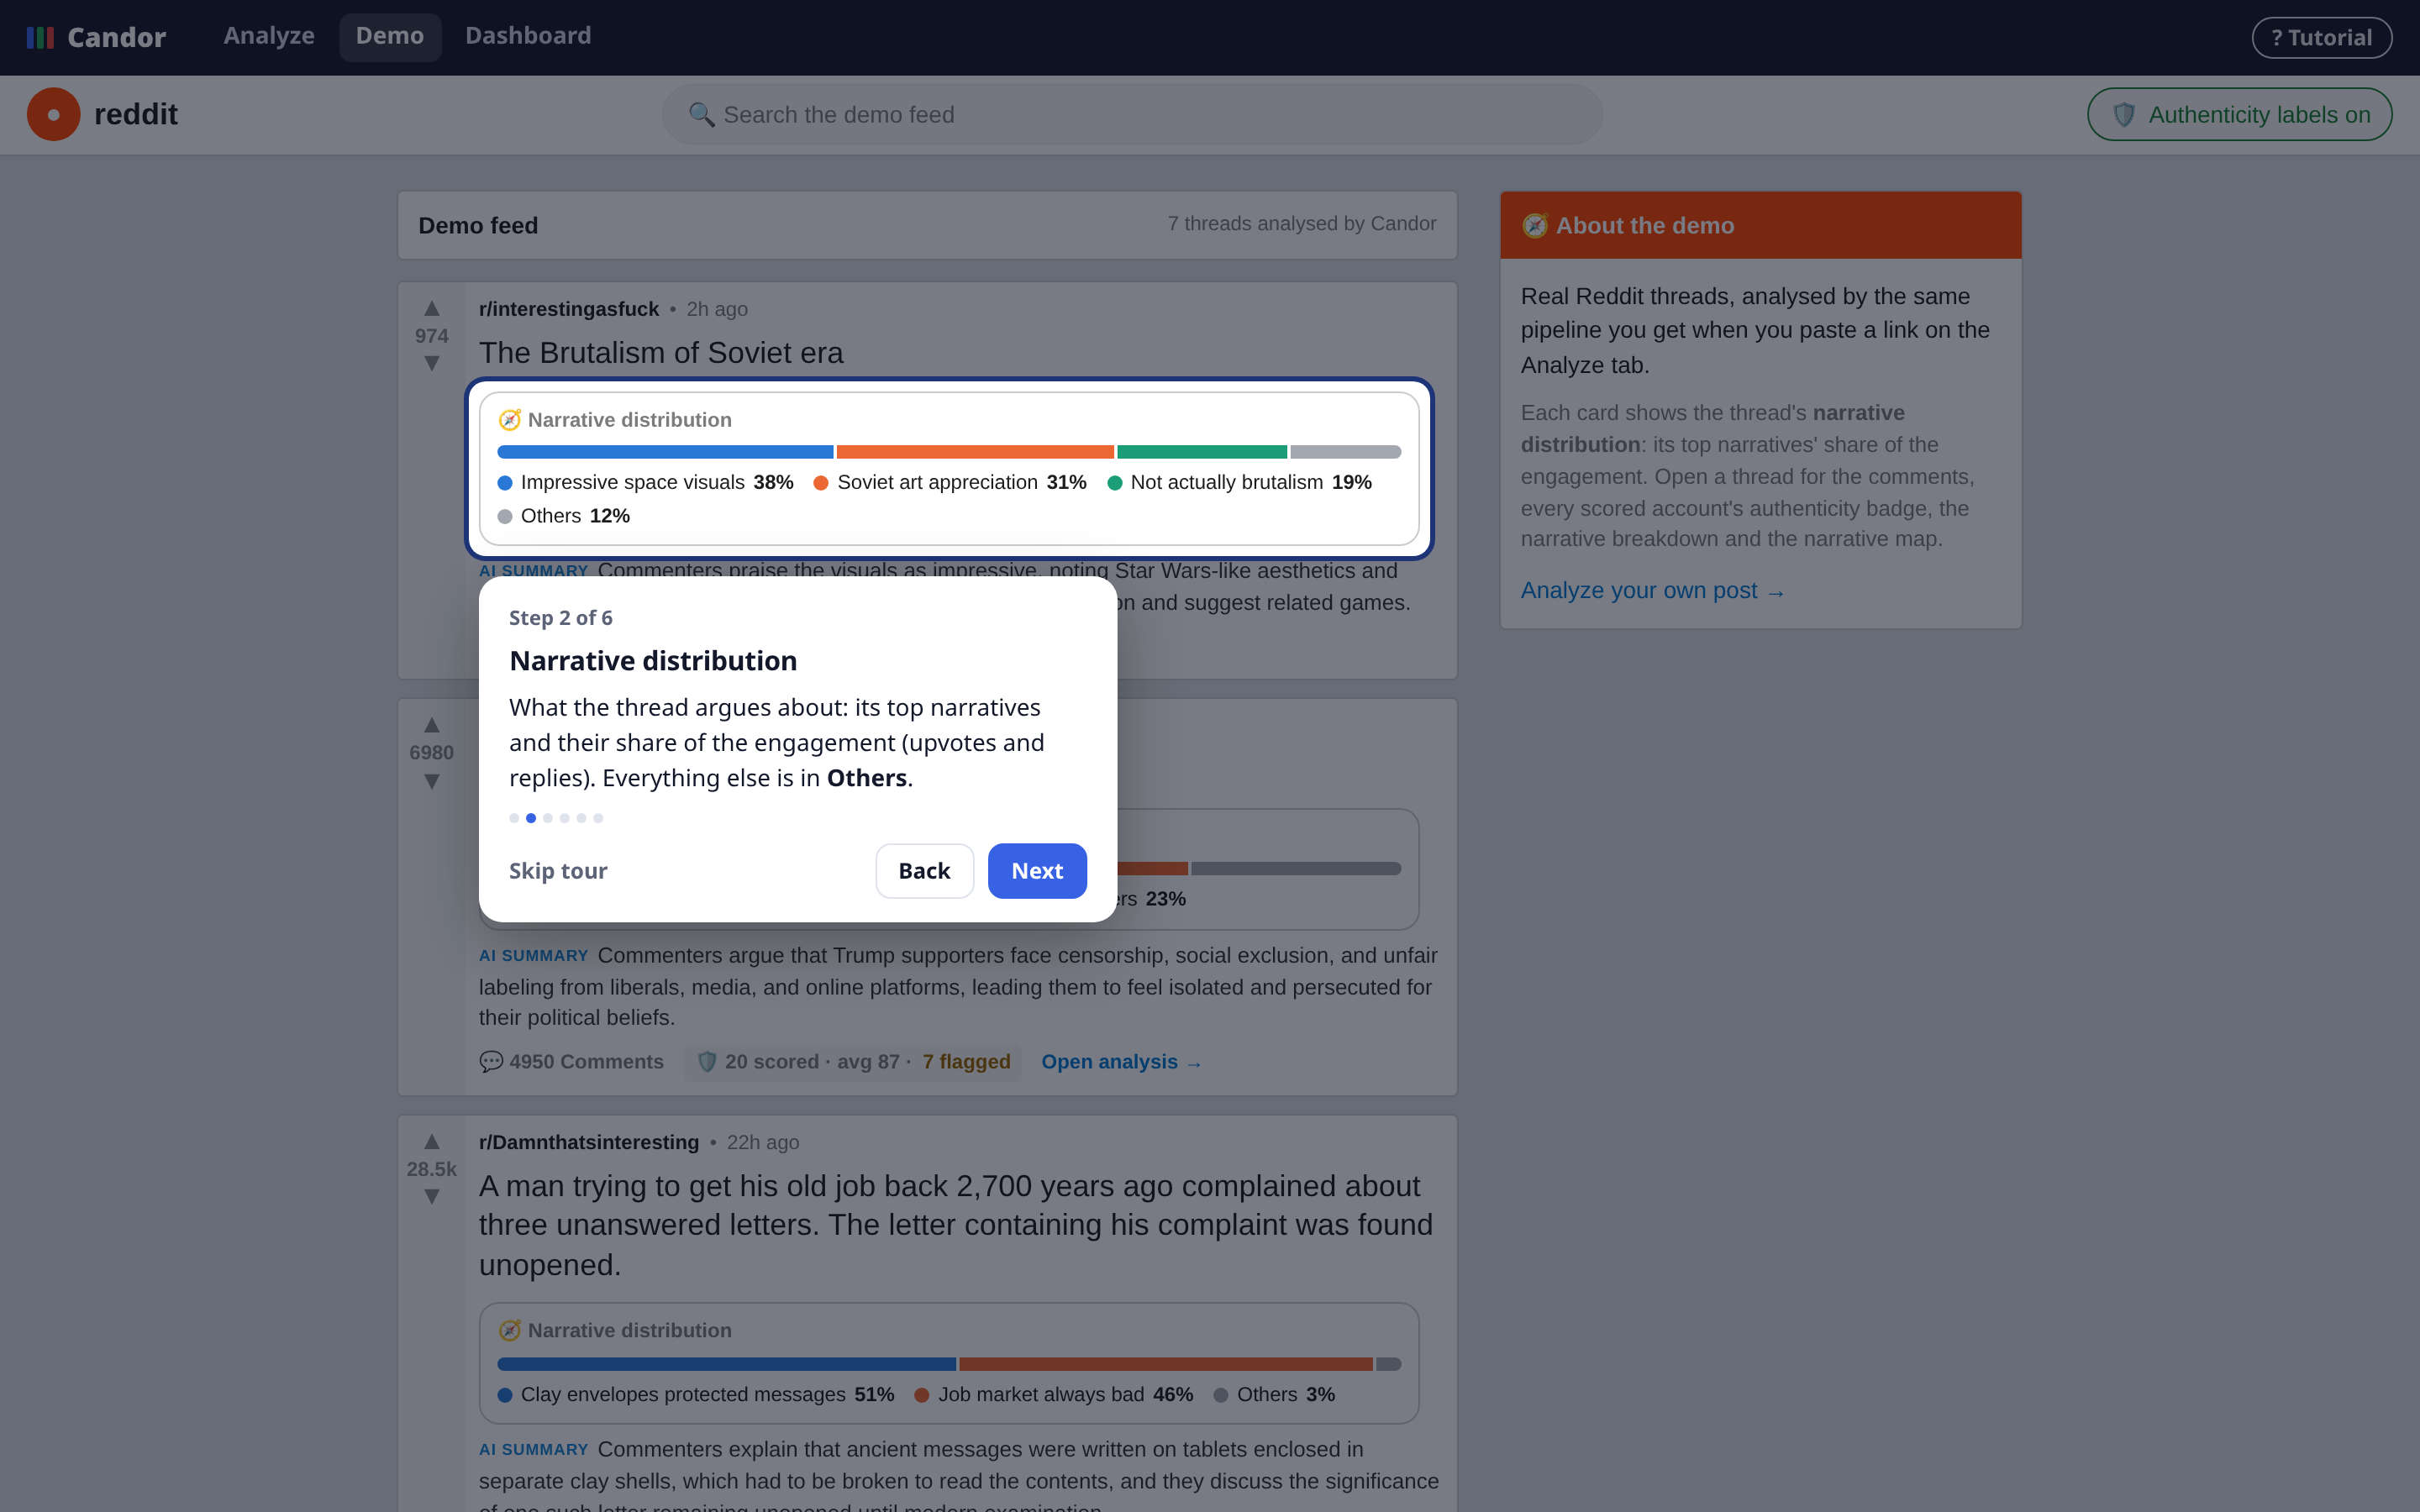 Candor
Analyze
Demo
Dashboard
? Tutorial
reddit
Search the demo feed
Authenticity labels on
Demo feed
7 threads analysed by Candor
974
r/interestingasfuck • 2h ago
The Brutalism of Soviet era
Narrative distribution
Impressive space visuals 38% Soviet art appreciation 31% Not actually brutalism 19%
Others 12%
AI SUMMARY Commenters praise the visuals as impressive, noting Star Wars-like aesthetics and
and suggest related games.
Step 2 of 6
Narrative distribution
What the thread argues about: its top narratives
and their share of the engagement (upvotes and
replies). Everything else is in Others.
Skip tour
Back
Next
6980
23%
AI SUMMARY Commenters argue that Trump supporters face censorship, social exclusion, and unfair
labeling from liberals, media, and online platforms, leading them to feel isolated and persecuted for
their political beliefs.
4950 Comments
20 scored · avg 87 · 7 flagged
Open analysis →
28.5k
r/Damnthatsinteresting • 22h ago
A man trying to get his old job back 2,700 years ago complained about
three unanswered letters. The letter containing his complaint was found
unopened.
Narrative distribution
Clay envelopes protected messages 51% Job market always bad 46% Others 3%
AI SUMMARY Commenters explain that ancient messages were written on tablets enclosed in
separate clay shells, which had to be broken to read the contents, and they discuss the significance
of one such letter remaining unopened until modern examination.
About the demo
Real Reddit threads, analysed by the same
pipeline you get when you paste a link on the
Analyze tab.
Each card shows the thread's narrative
distribution: its top narratives' share of the
engagement. Open a thread for the comments,
every scored account's authenticity badge, the
narrative breakdown and the narrative map.
Analyze your own post →